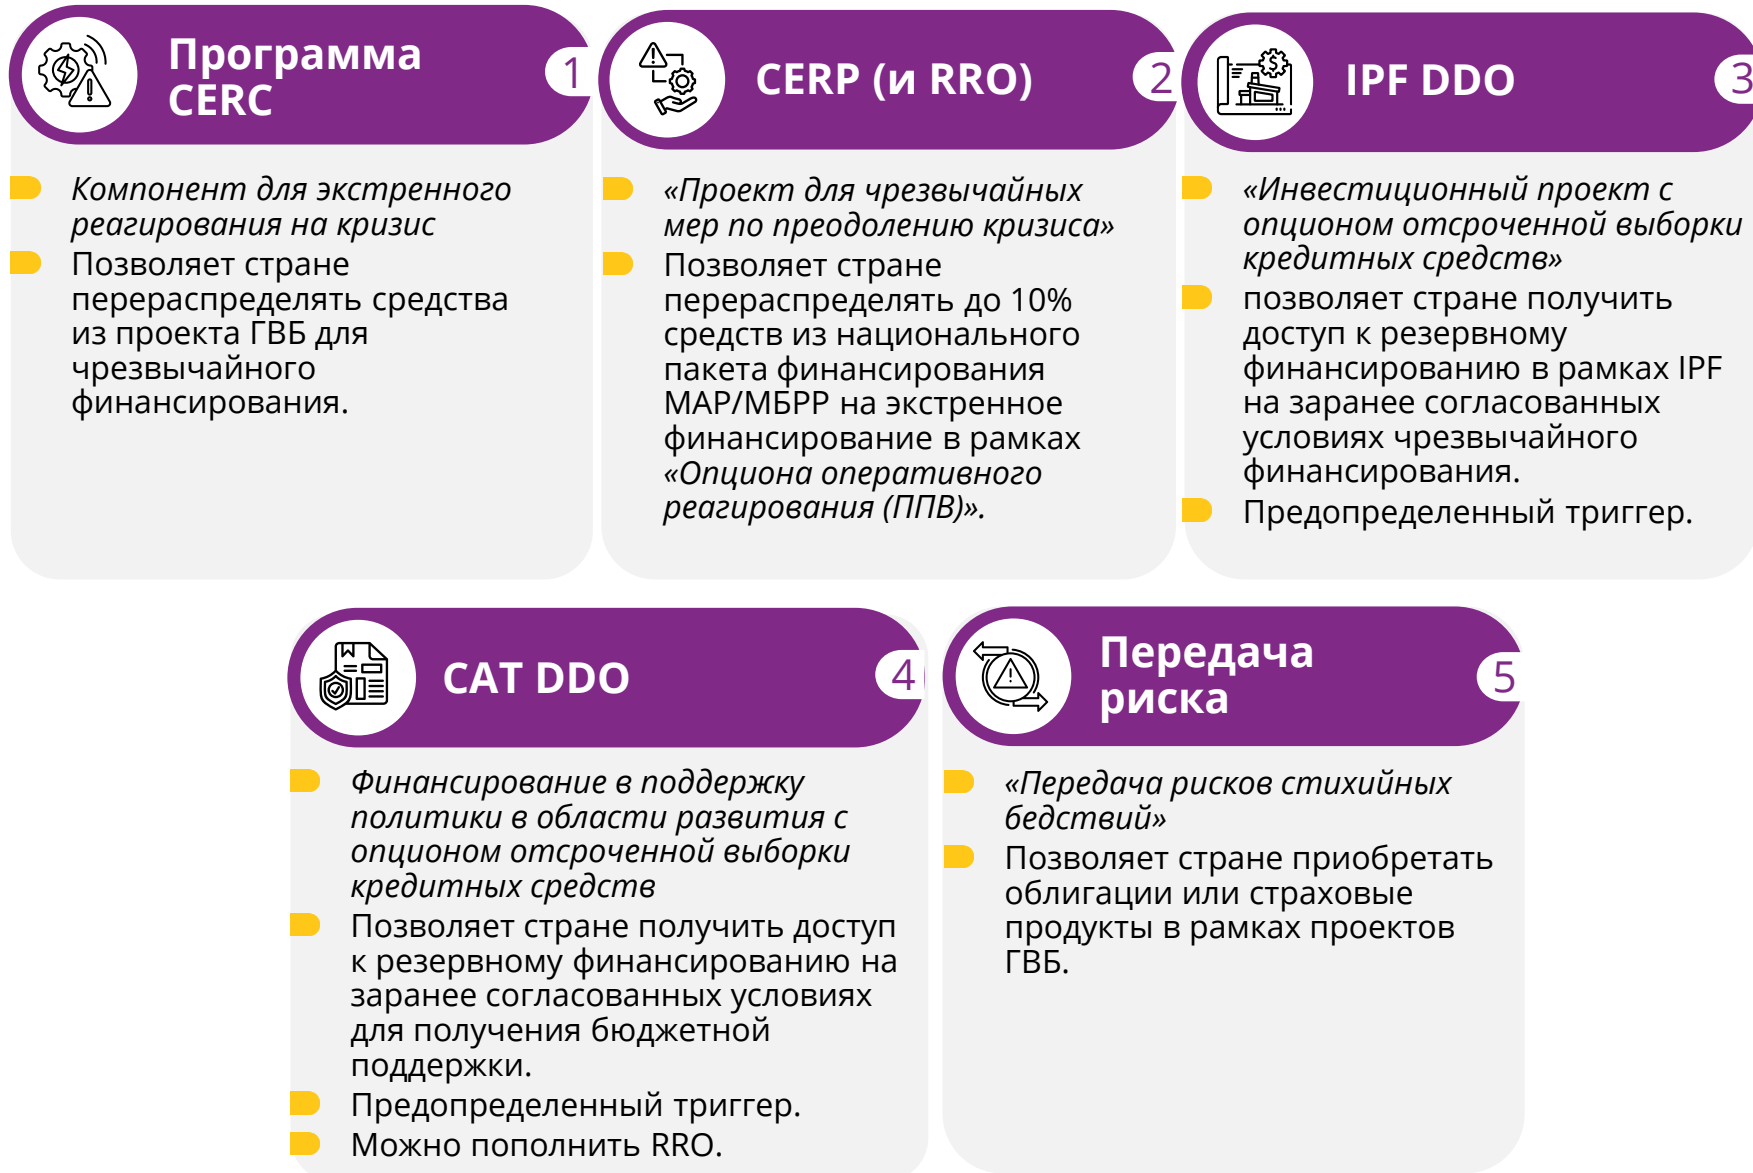 Программа
CERC
1
Компонент для экстренного
реагирования на кризис
Позволяет стране
перераспределять средства
из проекта ГВБ для
чрезвычайного
финансирования.
CERP (и RRO)
2
«Проект для чрезвычайных
мер по преодолению кризиса»
Позволяет стране
перераспределять до 10%
средств из национального
пакета финансирования
МАР/МБРР на экстренное
финансирование в рамках
«Опциона оперативного
реагирования (ППВ)».
IPF DDO
3
«Инвестиционный проект с
опционом отсроченной выборки
кредитных средств»
позволяет стране получить
доступ к резервному
финансированию в рамках IPF
на заранее согласованных
условиях чрезвычайного
финансирования.
Предопределенный триггер.
CAT DDO
4
Финансирование в поддержку
политики в области развития с
опционом отсроченной выборки
кредитных средств
Позволяет стране получить доступ
к резервному финансированию на
заранее согласованных условиях
для получения бюджетной
поддержки.
Предопределенный триггер.
Можно пополнить RRO.
Передача
риска
5
«Передача рисков стихийных
бедствий»
Позволяет стране приобретать
облигации или страховые
продукты в рамках проектов
ГВБ.